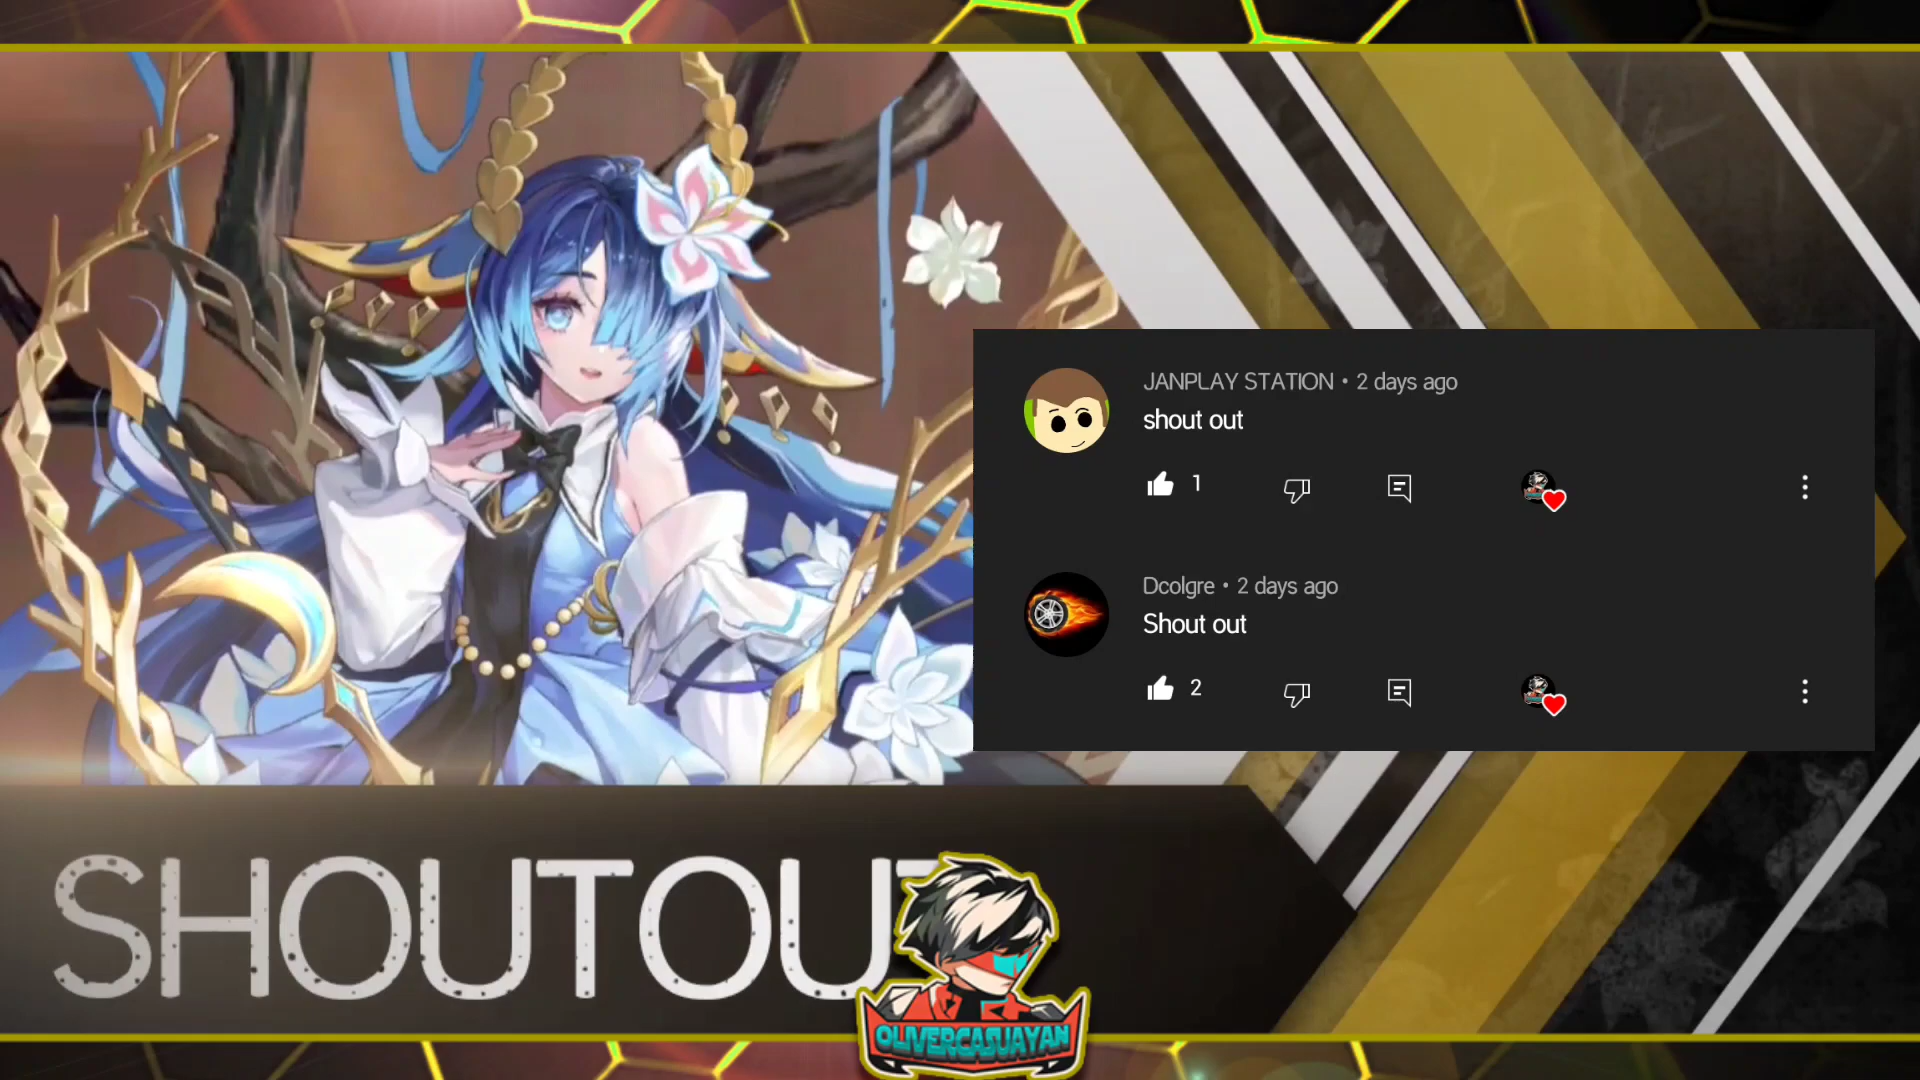 JANPLAY STATION • 2 days ago
shout out
1
Dcolgre • 2 days ago
Shout out
2
SHOUTOUT
OLIVERCASUAYAN